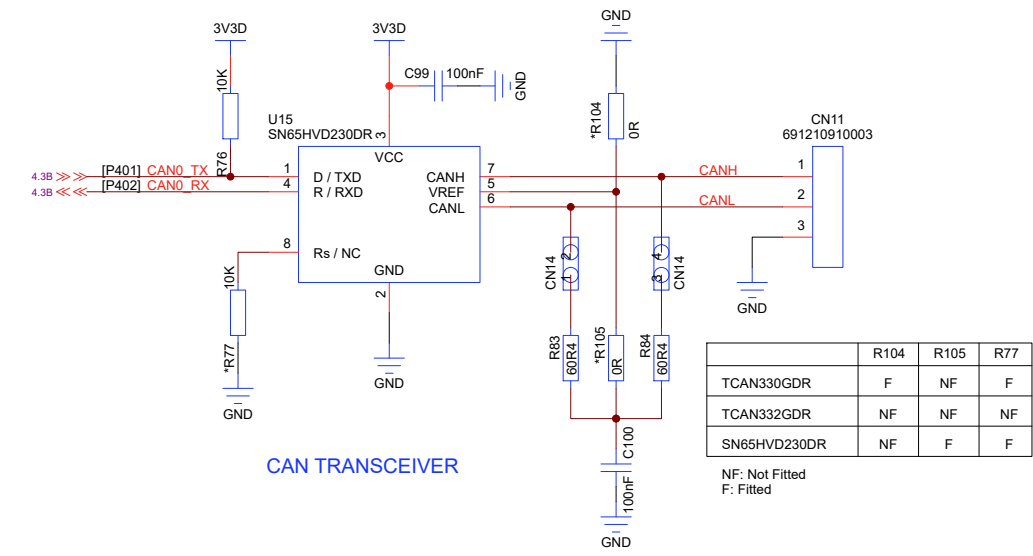 GND
3V3D
3V3D
10K
R76
C99
100nF
GND
*R104
0R
U15
SN65HVD230DR
3
VCC
CN11
691210910003
4.3B
[P401]
CAN0_TX
1
D / TXD
CANH
7
CANH
1
4.3B
[P402]
CAN0_RX
4
R / RXD
VREF
5
CANL
6
CANL
2
3
8
Rs / NC
GND
2
10K
*R77
GND
GND
GND
CN14
2
1
4
3
CN14
R83
60R4
*R105
0R
R84
60R4
C100
100nF
GND
CAN TRANSCEIVER
R104 R105 R77
TCAN330GDR F NF F
TCAN332GDR NF NF NF
SN65HVD230DR NF F F
NF: Not Fitted
F: Fitted